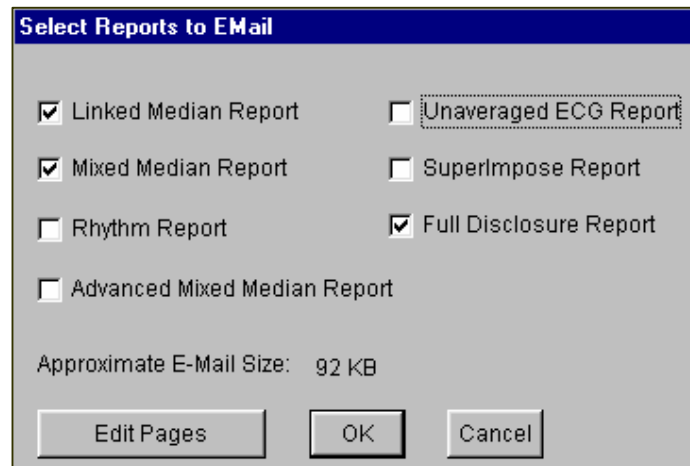 Select Reports to EMail
Linked Median Report
Unaveraged ECG Report
Mixed Median Report
SuperImpose Report
Rhythm Report
Full Disclosure Report
Advanced Mixed Median Report
Approximate E-Mail Size: 92 KB
Edit Pages
OK
Cancel